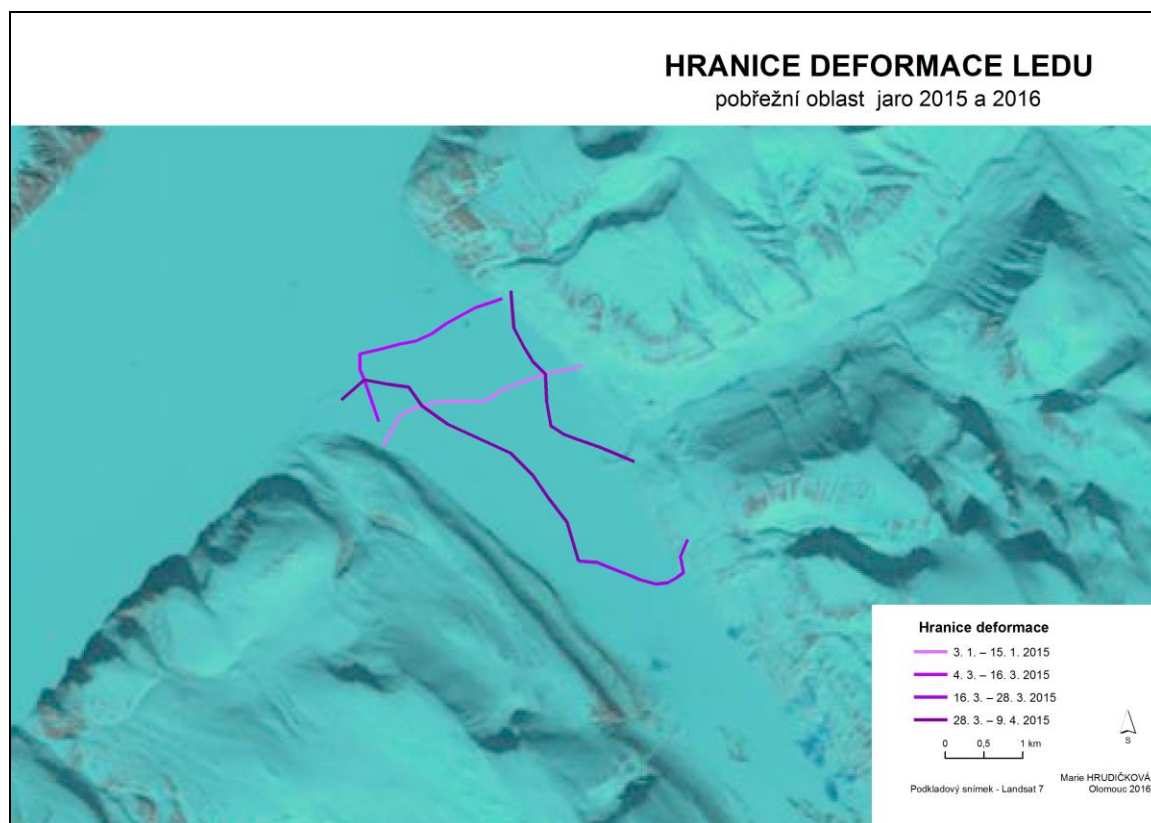 HRANICE DEFORMACE LEDU
pobřežní oblast jaro 2015 a 2016
Hranice deformace
3. 1. – 15. 1. 2015
4. 3. – 16. 3. 2015
16. 3. – 28. 3. 2015
28. 3. – 9. 4. 2015
0 0,5 1 km
S
Podkladový snímek - Landsat 7
Marie HRUDIČKOVÁ
Olomouc 2016